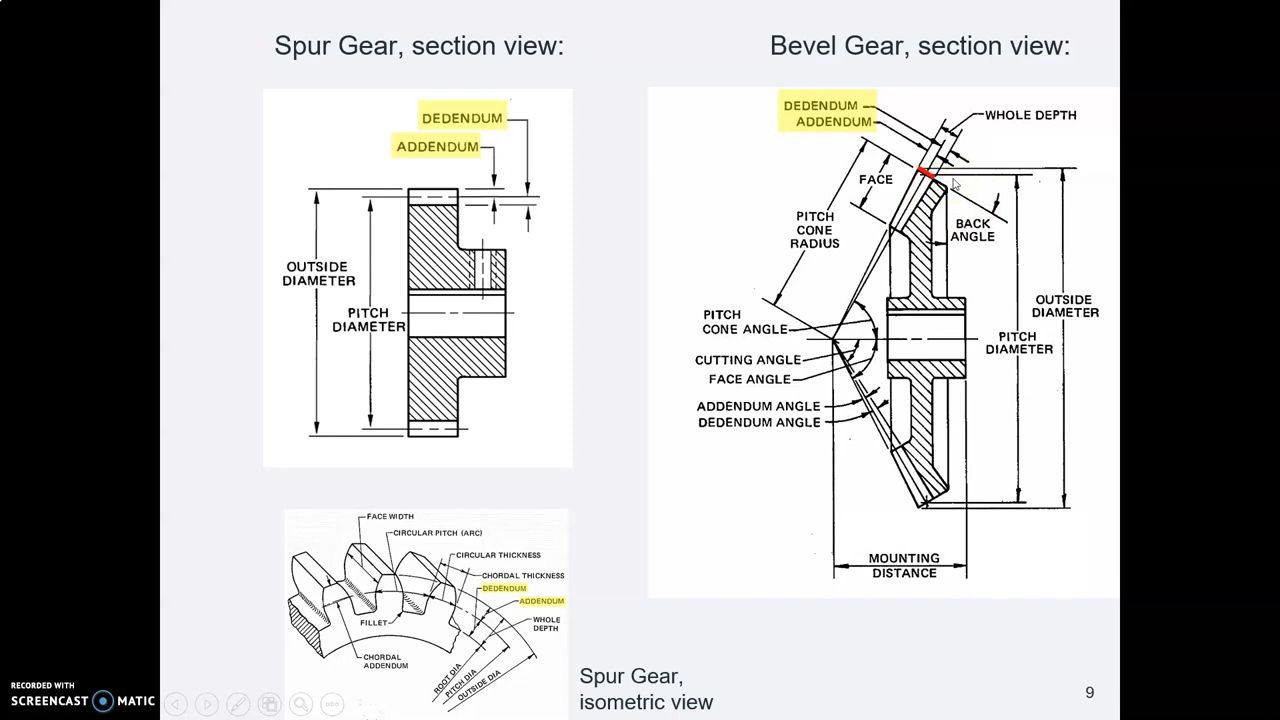 Spur Gear, section view:
Bevel Gear, section view:
DEDENDUM
ADDENDUM
OUTSIDE
DIAMETER
PITCH
DIAMETER
DEDENDUM
ADDENDUM
WHOLE DEPTH
FACE
PITCH
CONE
RADIUS
BACK
ANGLE
PITCH
CONE ANGLE
CUTTING ANGLE
FACE ANGLE
ADDENDUM ANGLE
DEDENDUM ANGLE
OUTSIDE
DIAMETER
PITCH
DIAMETER
MOUNTING
DISTANCE
FACE WIDTH
CIRCULAR PITCH (ARC)
CIRCULAR THICKNESS
CHORDAL THICKNESS
DEDENDUM
ADDENDUM
WHOLE
DEPTH
FILLET
CHORDAL
ADDENDUM
ROOT DIA
PITCH DIA
OUTSIDE DIA
Spur Gear,
isometric view
9
RECORDED WITH
SCREENCAST MATIC